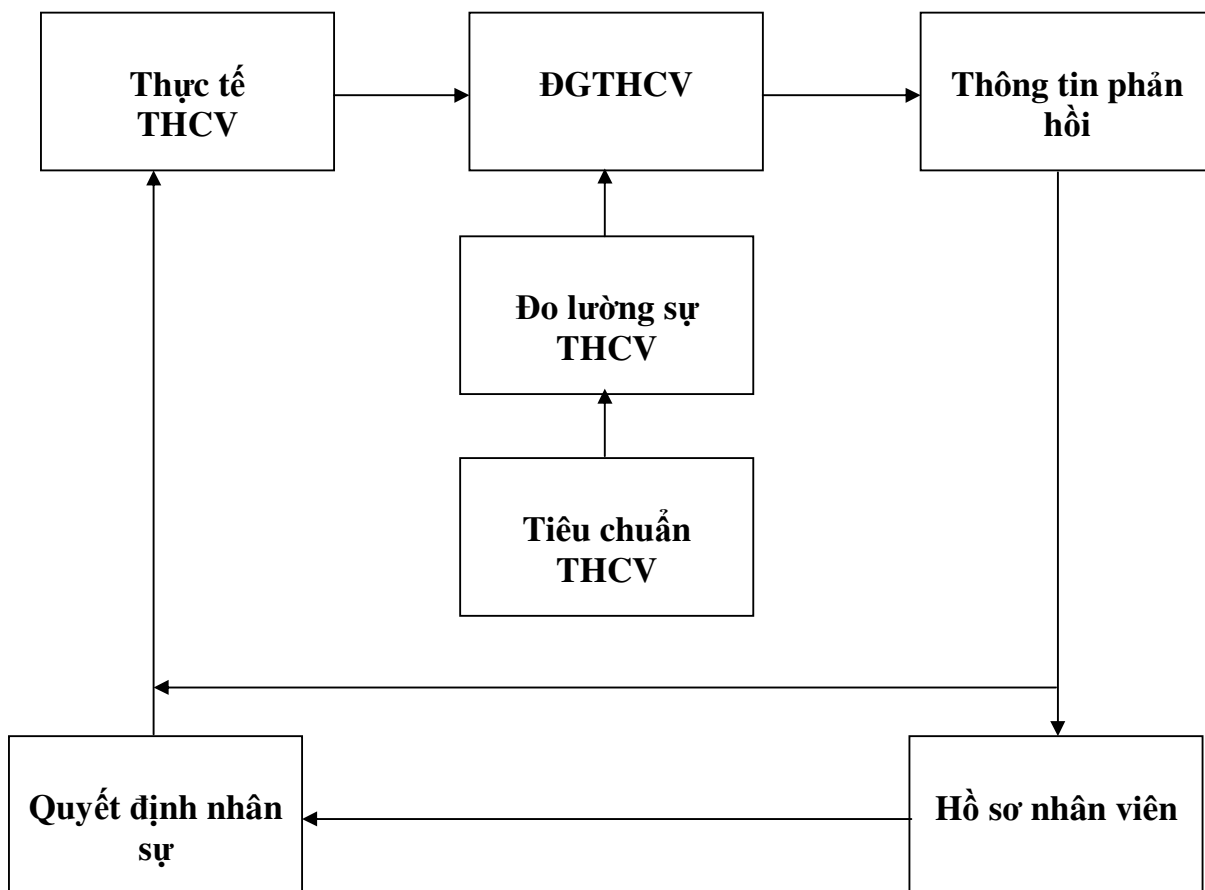 Thực tế
THCV
ĐGTHCV
Thông tin phản
hồi
Đo lường sự
THCV
Tiêu chuẩn
THCV
Quyết định nhân
sự
Hồ sơ nhân viên